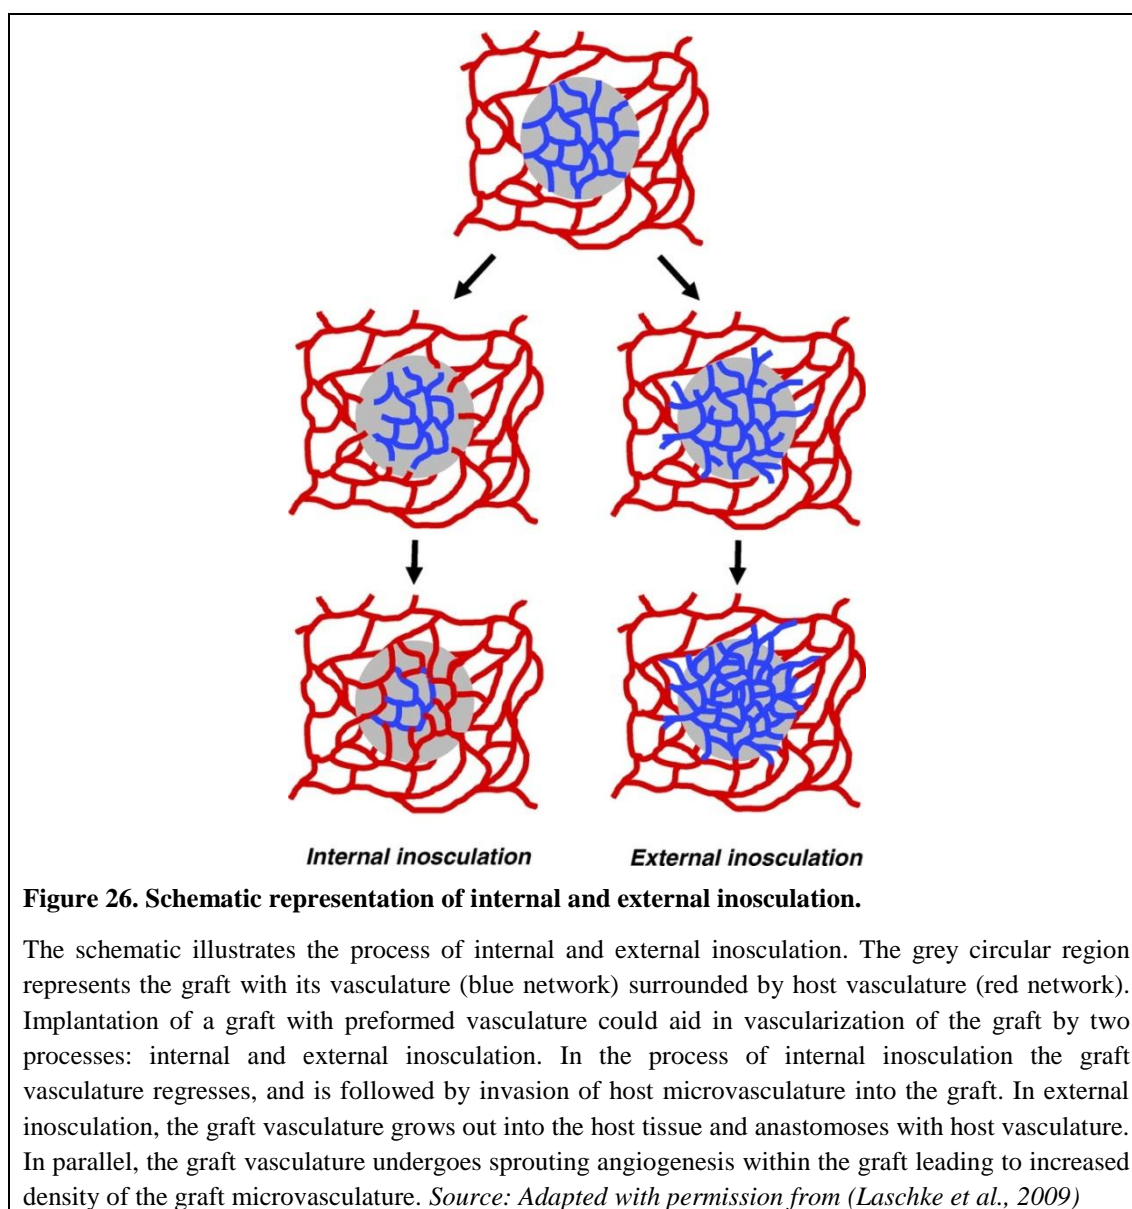 Internal inosculation
External inosculation
Figure 26. Schematic representation of internal and external inosculation.
The schematic illustrates the process of internal and external inosculation. The grey circular region
represents the graft with its vasculature (blue network) surrounded by host vasculature (red network).
Implantation of a graft with preformed vasculature could aid in vascularization of the graft by two
processes: internal and external inosculation. In the process of internal inosculation the graft
vasculature regresses, and is followed by invasion of host microvasculature into the graft. In external
inosculation, the graft vasculature grows out into the host tissue and anastomoses with host vasculature.
In parallel, the graft vasculature undergoes sprouting angiogenesis within the graft leading to increased
density of the graft microvasculature. Source: Adapted with permission from (Laschke et al., 2009)